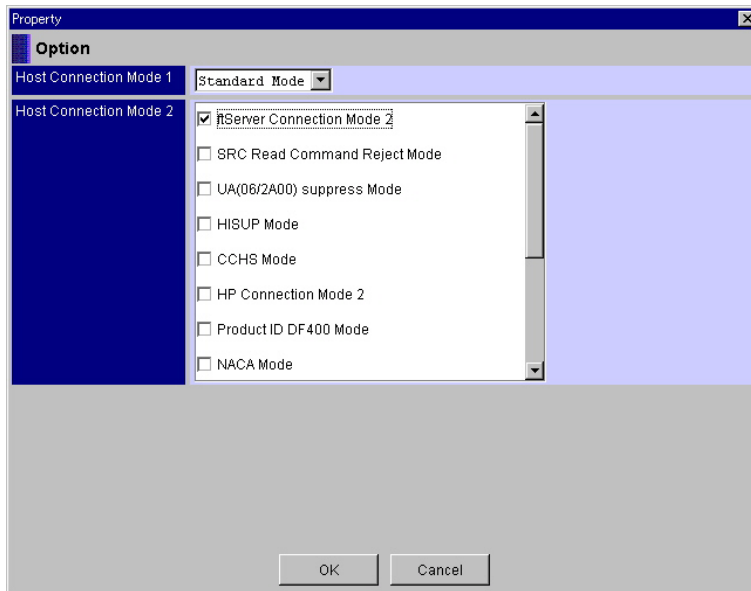 Property
Option
Host Connection Mode 1
Standard Mode
Host Connection Mode 2
ftServer Connection Mode 2
SRC Read Command Reject Mode
UA(06/2A00) suppress Mode
HISUP Mode
CCHS Mode
HP Connection Mode 2
Product ID DF400 Mode
NACA Mode
OK
Cancel